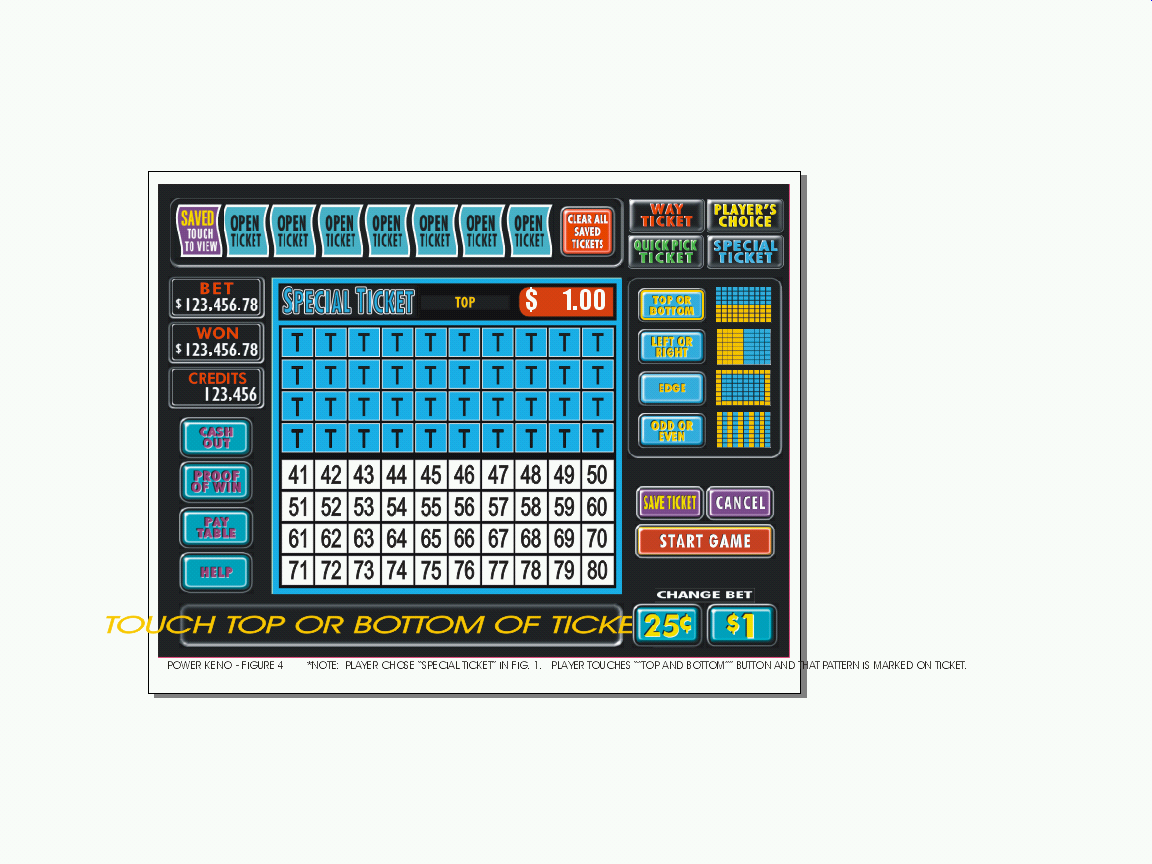 SAVED TOUCH TO VIEW
OPEN TICKET
OPEN TICKET
OPEN TICKET
OPEN TICKET
OPEN TICKET
OPEN TICKET
OPEN TICKET
CLEAR ALL SAVED TICKETS
WAY TICKET
PLAYER'S CHOICE
QUICK PICK TICKET
SPECIAL TICKET
BET
$123,456.78
WON
$123,456.78
CREDITS
123,456
CASH OUT
PROOF OF WIN
PAY TABLE
HELP
SPECIAL TICKET TOP $ 1.00
T T T T T T T T T T
T T T T T T T T T T
T T T T T T T T T T
T T T T T T T T T T
41 42 43 44 45 46 47 48 49 50
51 52 53 54 55 56 57 58 59 60
61 62 63 64 65 66 67 68 69 70
71 72 73 74 75 76 77 78 79 80
TOP OR BOTTOM
LEFT OR RIGHT
EDGE
ODD OR EVEN
SAVE TICKET
CANCEL
START GAME
CHANGE BET
25¢
$1
TOUCH TOP OR BOTTOM OF TICKE
POWER KENO - FIGURE 4 *NOTE: PLAYER CHOSE "SPECIAL TICKET" IN FIG. 1. PLAYER TOUCHES ""TOP AND BOTTOM"" BUTTON AND THAT PATTERN IS MARKED ON TICKET.